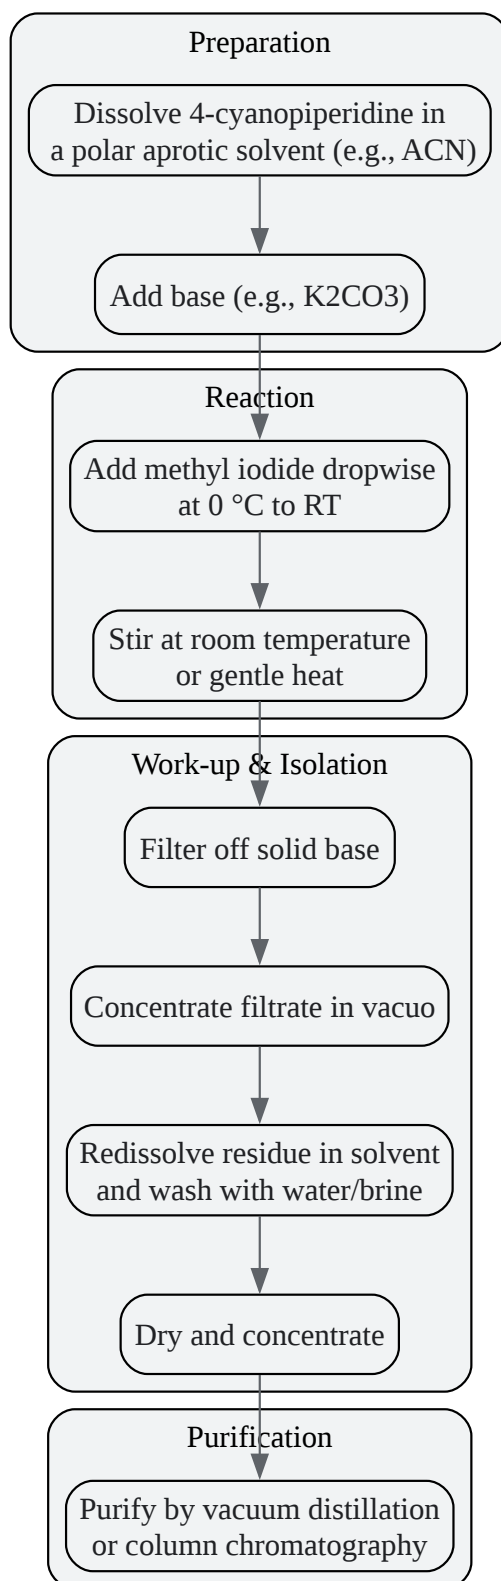 Preparation
Dissolve 4-cyanopiperidine in
a polar aprotic solvent (e.g., ACN)
Add base (e.g., K2CO3)
Reaction
Add methyl iodide dropwise
at 0 °C to RT
Stir at room temperature
or gentle heat
Work-up & Isolation
Filter off solid base
Concentrate filtrate in vacuo
Redissolve residue in solvent
and wash with water/brine
Dry and concentrate
Purification
Purify by vacuum distillation
or column chromatography